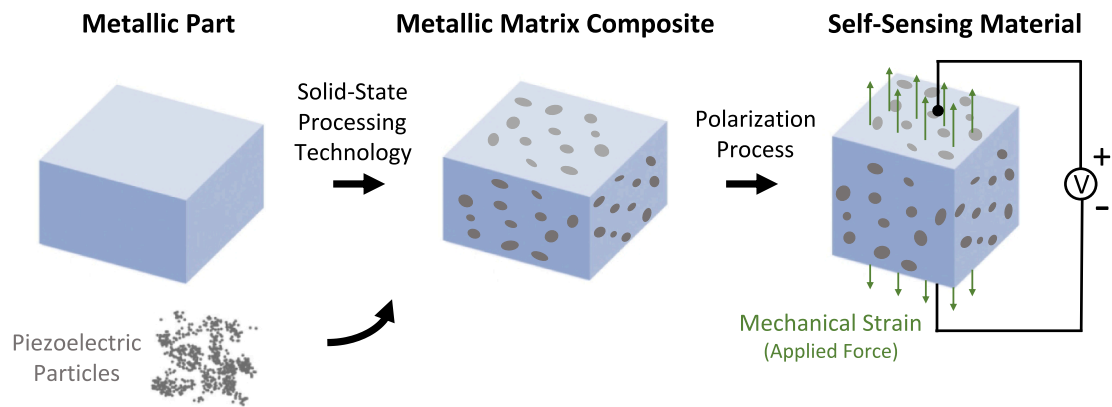 Metallic Part
Metallic Matrix Composite
Self-Sensing Material
Solid-State
Processing
Technology
Polarization
Process
+
V
-
Piezoelectric
Particles
Mechanical Strain
(Applied Force)